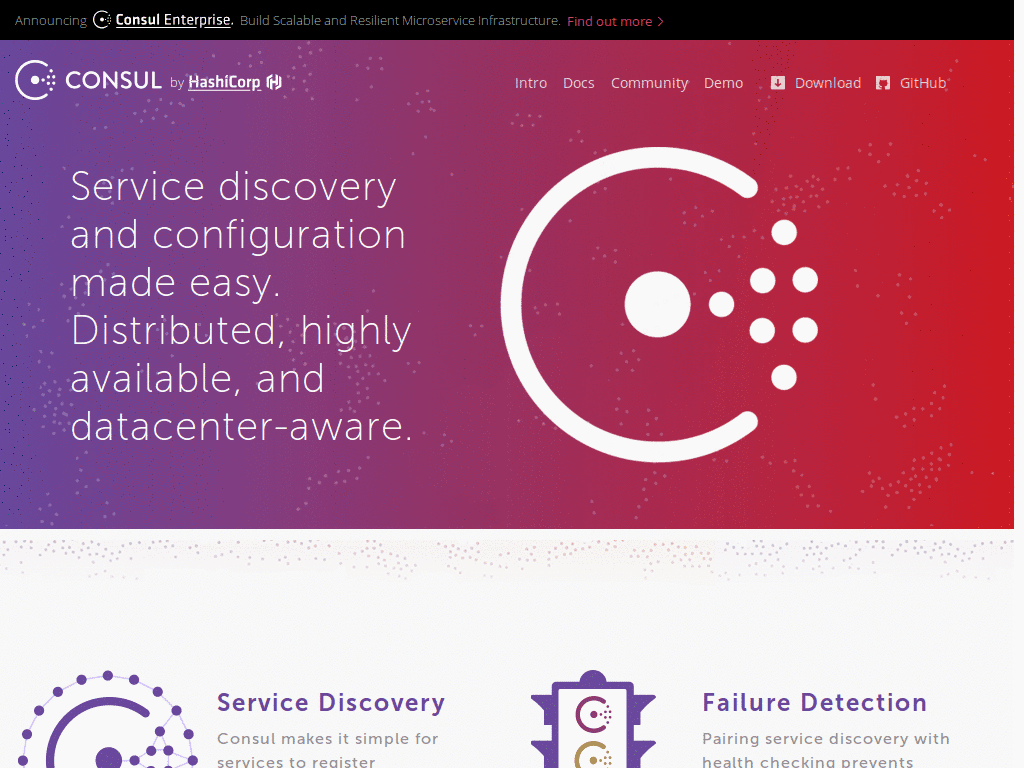 Announcing Consul Enterprise. Build Scalable and Resilient Microservice Infrastructure. Find out more
CONSUL by HashiCorp
Intro Docs Community Demo Download GitHub
Service discovery
and configuration
made easy.
Distributed, highly
available, and
datacenter-aware.
Service Discovery
Consul makes it simple for
services to register
Failure Detection
Pairing service discovery with
health checking prevents